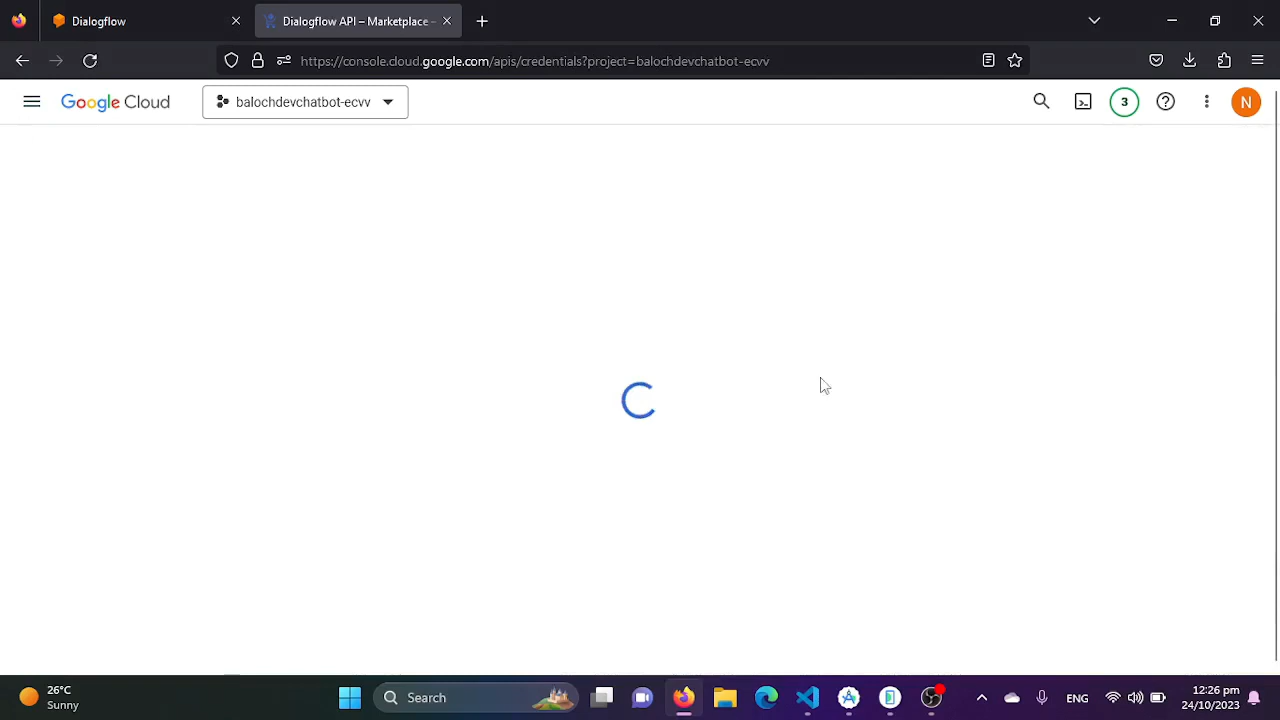 Dialogflow
Dialogflow API – Marketplace –
https://console.cloud.google.com/apis/credentials?project=balochdevchatbot-ecvv
Google Cloud
balochdevchatbot-ecvv
3
N
26°C
Sunny
Search
ENG
12:26 pm
24/10/2023